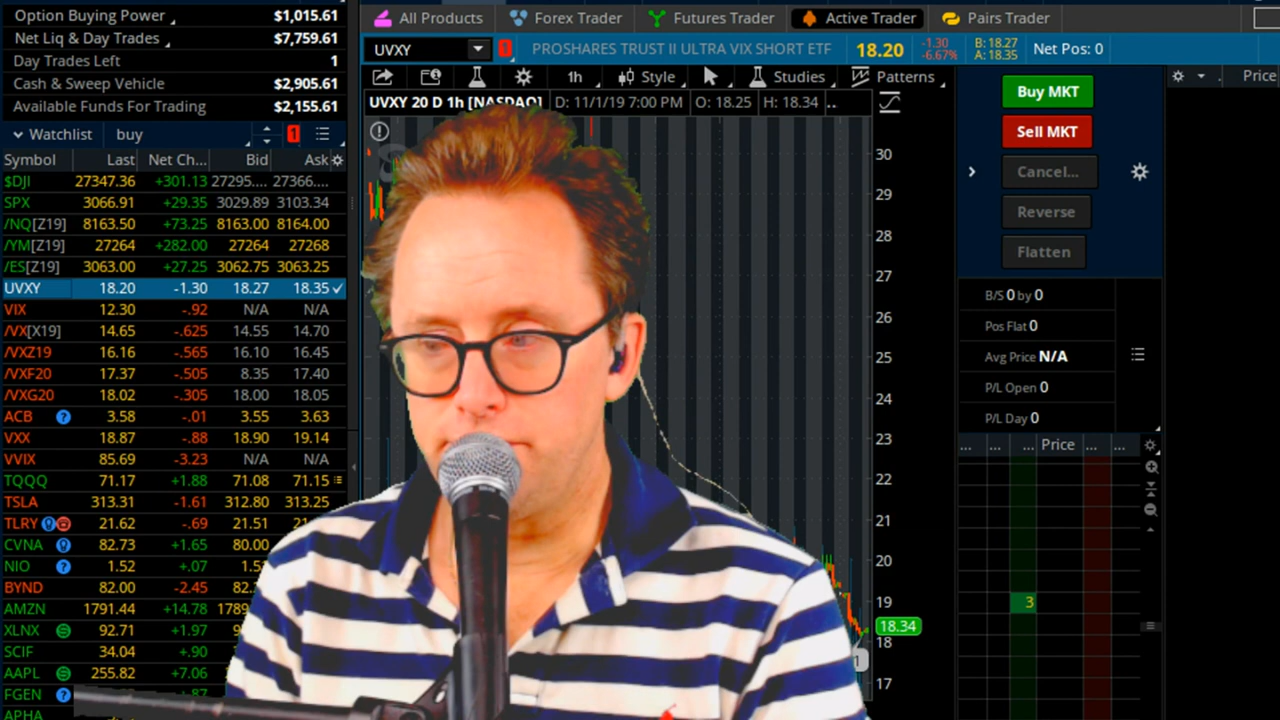 Option Buying Power $1,015.61
Net Liq & Day Trades $7,759.61
Day Trades Left 1
Cash & Sweep Vehicle $2,905.61
Available Funds For Trading $2,155.61
Watchlist buy 1
Symbol Last Net Ch... Bid Ask
$DJI 27347.36 +301.13 27295.... 27366....
SPX 3066.91 +29.35 3029.89 3103.34
/NQ[Z19] 8163.50 +73.25 8163.00 8164.00
/YM[Z19] 27264 +282.00 27264 27268
/ES[Z19] 3063.00 +27.25 3062.75 3063.25
UVXY 18.20 -1.30 18.27 18.35
VIX 12.30 -.92 N/A N/A
/VX[X19] 14.65 -.625 14.55 14.70
/VXZ19 16.16 -.565 16.10 16.45
/VXF20 17.37 -.505 8.35 17.40
/VXG20 18.02 -.305 18.00 18.05
ACB ? 3.58 -.01 3.55 3.63
VXX 18.87 -.88 18.90 19.14
VVIX 85.69 -3.23 N/A N/A
TQQQ 71.17 +1.88 71.08 71.15
TSLA 313.31 -1.61 312.80 313.25
TLRY 21.62 -.69 21.51
CVNA 82.73 +1.65 80.00
NIO ? 1.52 +.07
BYND 82.00 -2.45
AMZN 1791.44 +14.78
XLNX 92.71 +1.97
SCIF 34.04 +.90
AAPL 255.82 +7.06
FGEN ?
APHA
All Products Forex Trader Futures Trader Active Trader Pairs Trader
UVXY PROSHARES TRUST II ULTRA VIX SHORT ETF 18.20 -1.30 B: 18.27 Net Pos: 0
-6.67% A: 18.35
1h Style Studies Patterns
UVXY 20 D 1h [NASDAQ] D: 11/1/19 7:00 PM O: 18.25 H: 18.34 ..
30
29
28
27
26
25
24
23
22
21
20
19
18.34
18
17
Buy MKT
Sell MKT
Cancel...
Reverse
Flatten
B/S 0 by 0
Pos Flat 0
Avg Price N/A
P/L Open 0
P/L Day 0
... ... ... Price ... ...
3
Price